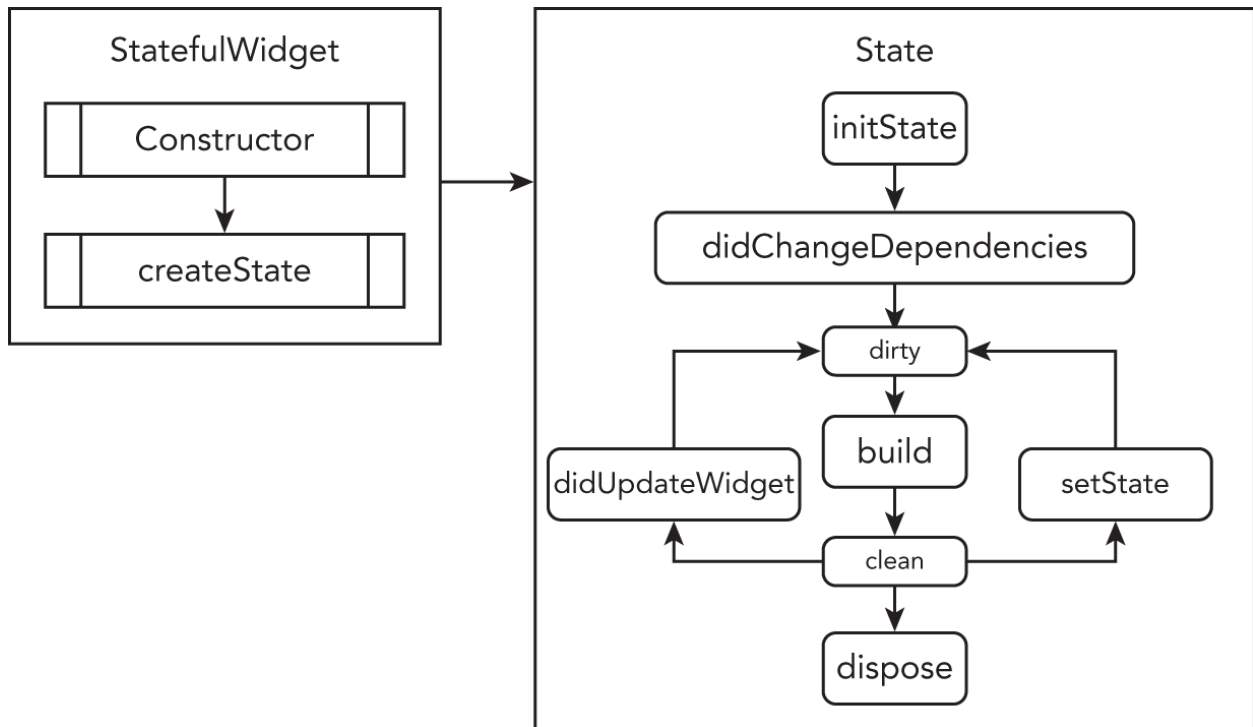 StatefulWidget
Constructor
createState
State
initState
didChangeDependencies
dirty
build
didUpdateWidget
setState
clean
dispose